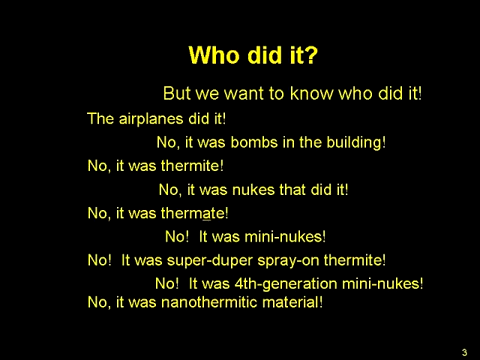 Who did it?
But we want to know who did it!
The airplanes did it!
No, it was bombs in the building!
No, it was thermite!
No, it was nukes that did it!
No, it was thermate!
No!  It was mini-nukes!
No!  It was super-duper spray-on thermite!
No!  It was 4th-generation mini-nukes!
No, it was nanothermitic material!
3